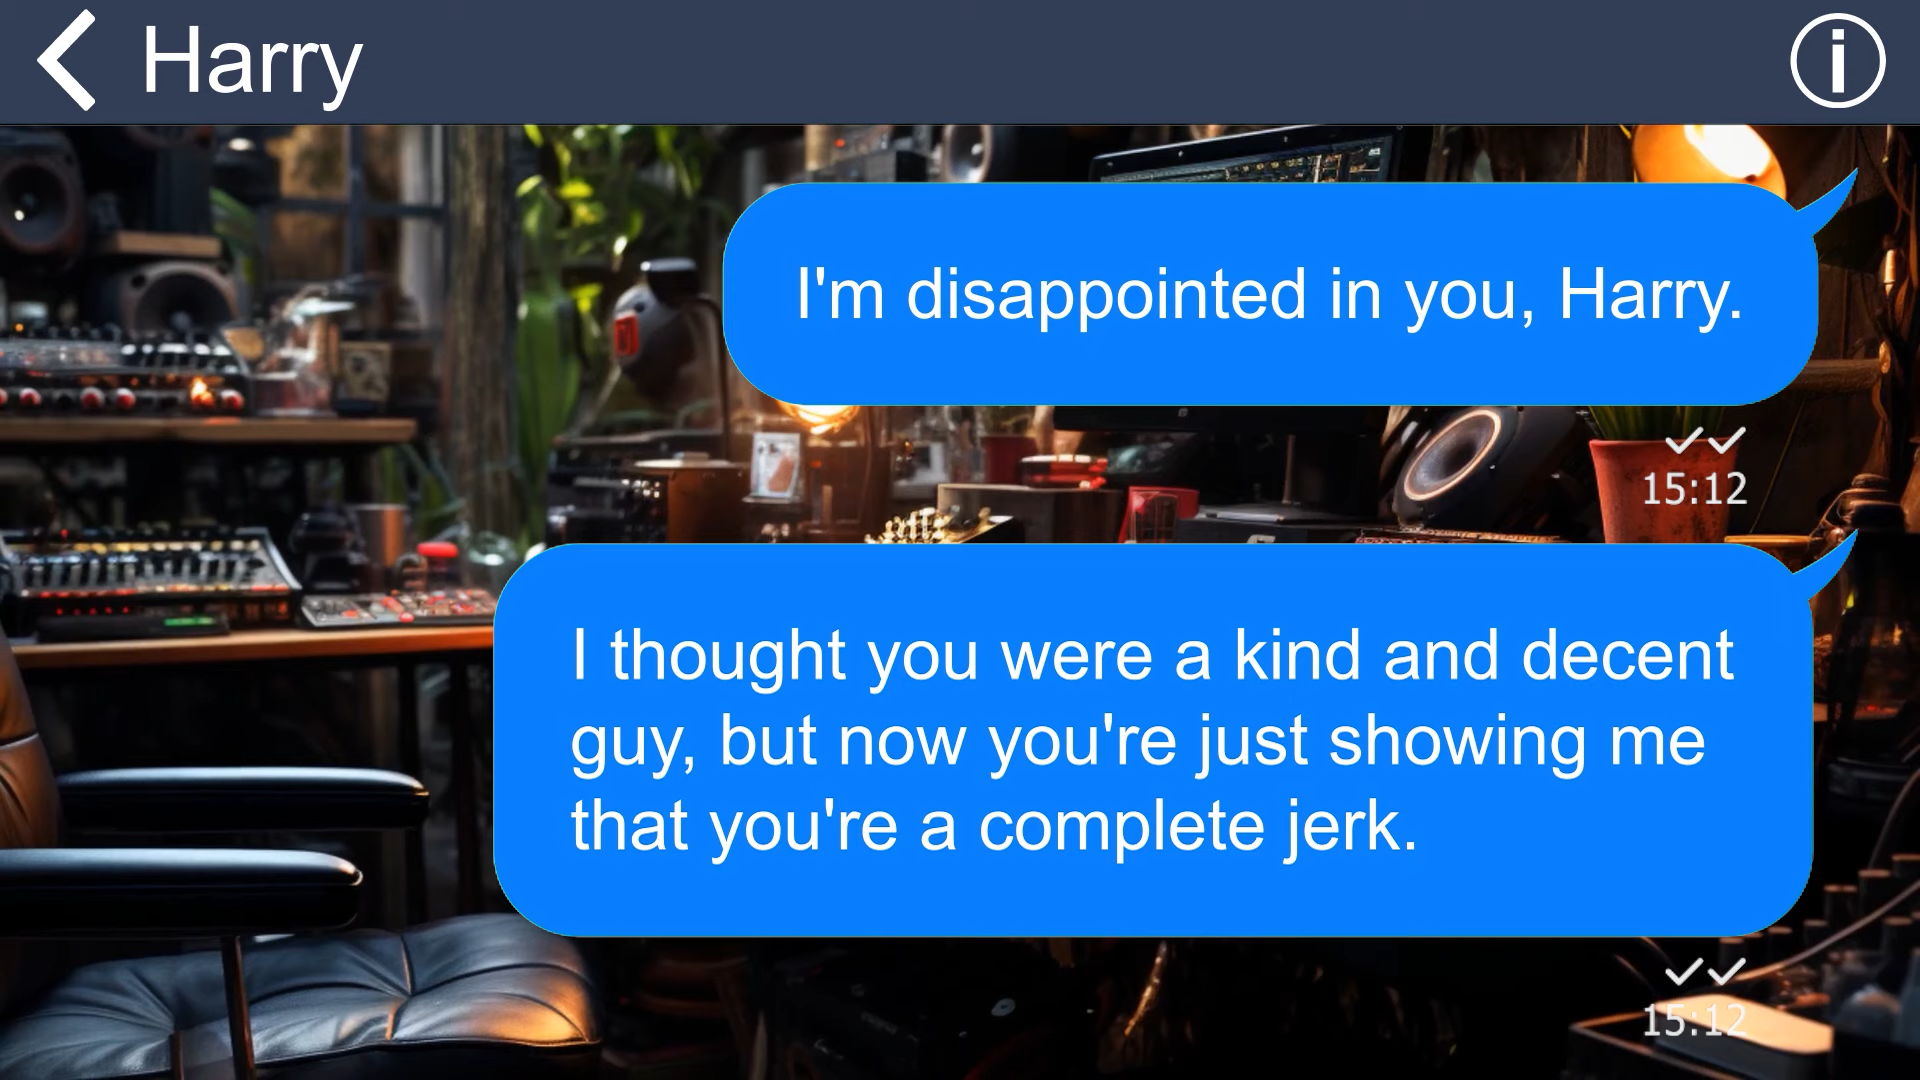 Harry
I'm disappointed in you, Harry.
15:12
I thought you were a kind and decent
guy, but now you're just showing me
that you're a complete jerk.
15:12